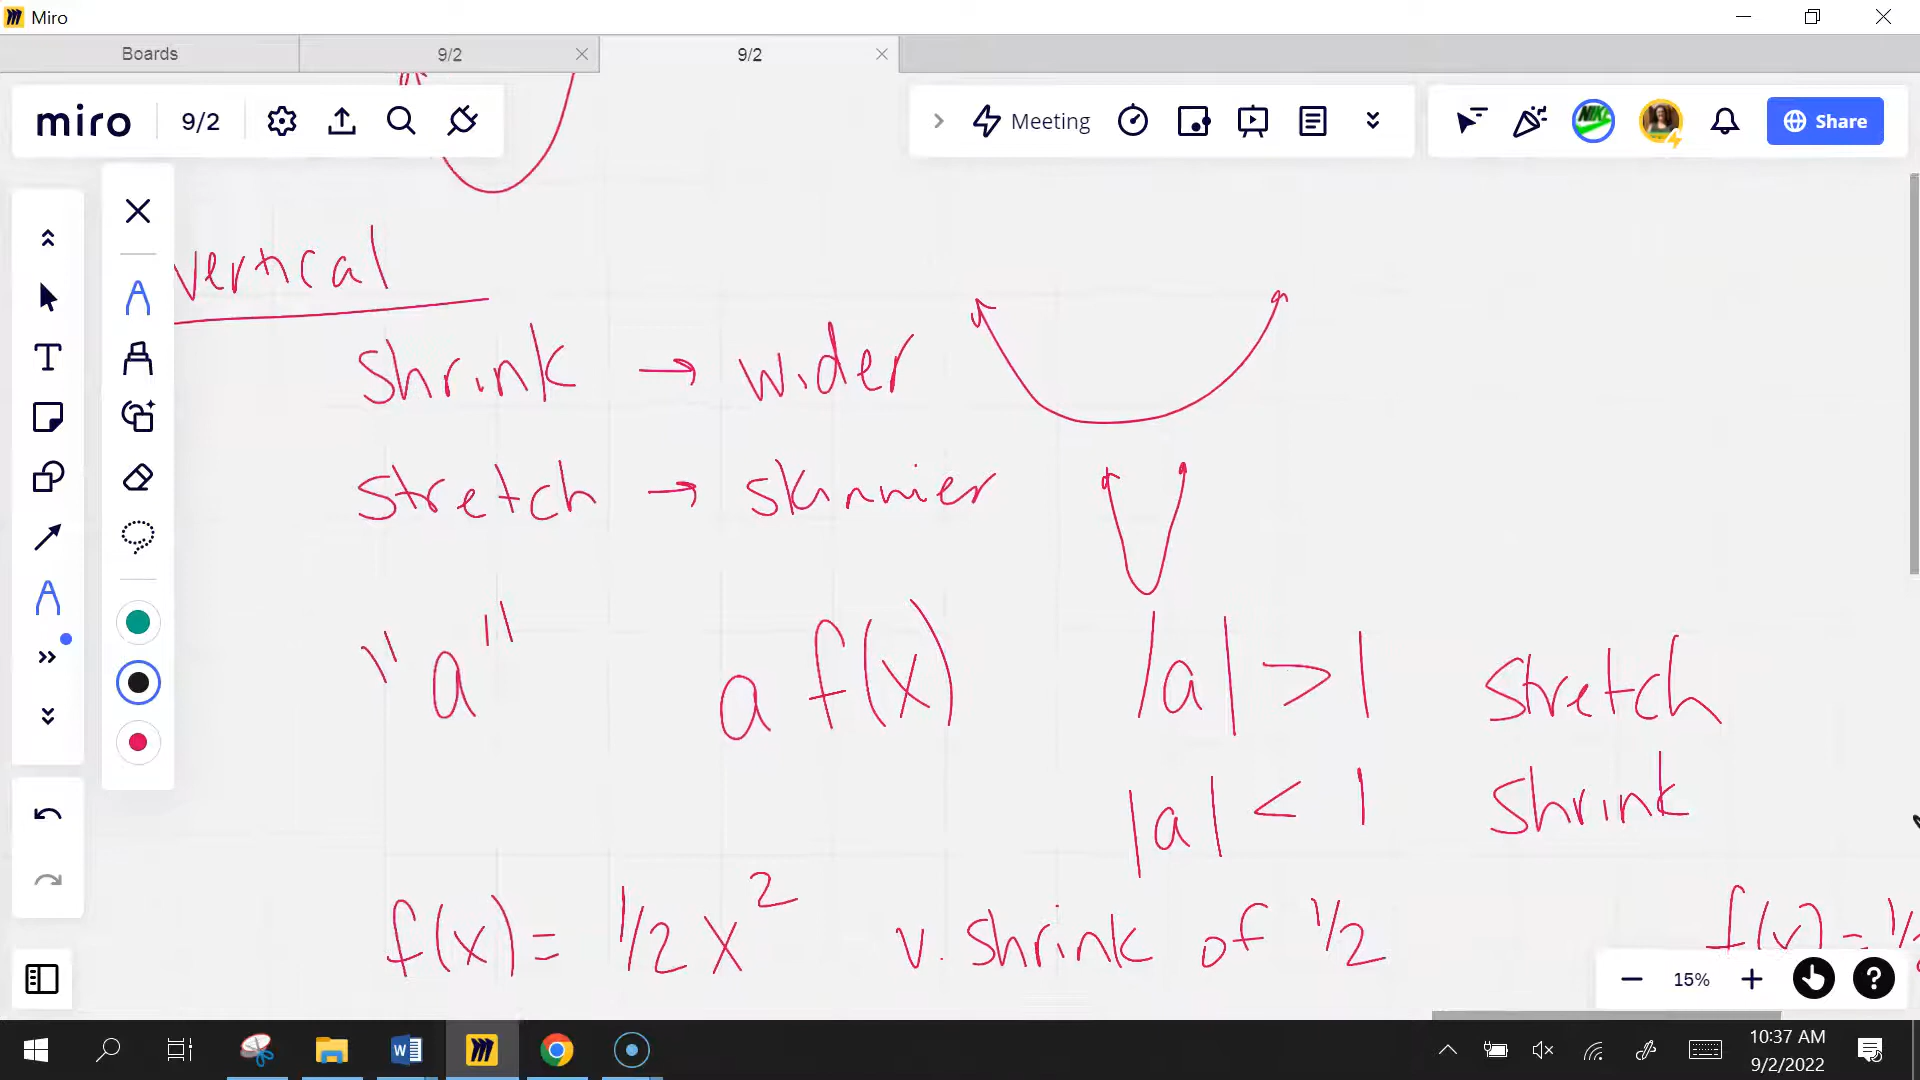 Miro
Boards
9/2
9/2
miro
9/2
Meeting
NIKE
Share
vertical
Shrink → wider
Stretch → skinnier
"a" a f(x) |a| > 1 Stretch
|a| < 1 Shrink
f(x) = 1/2 x² v. Shrink of 1/2
15%
10:37 AM
9/2/2022